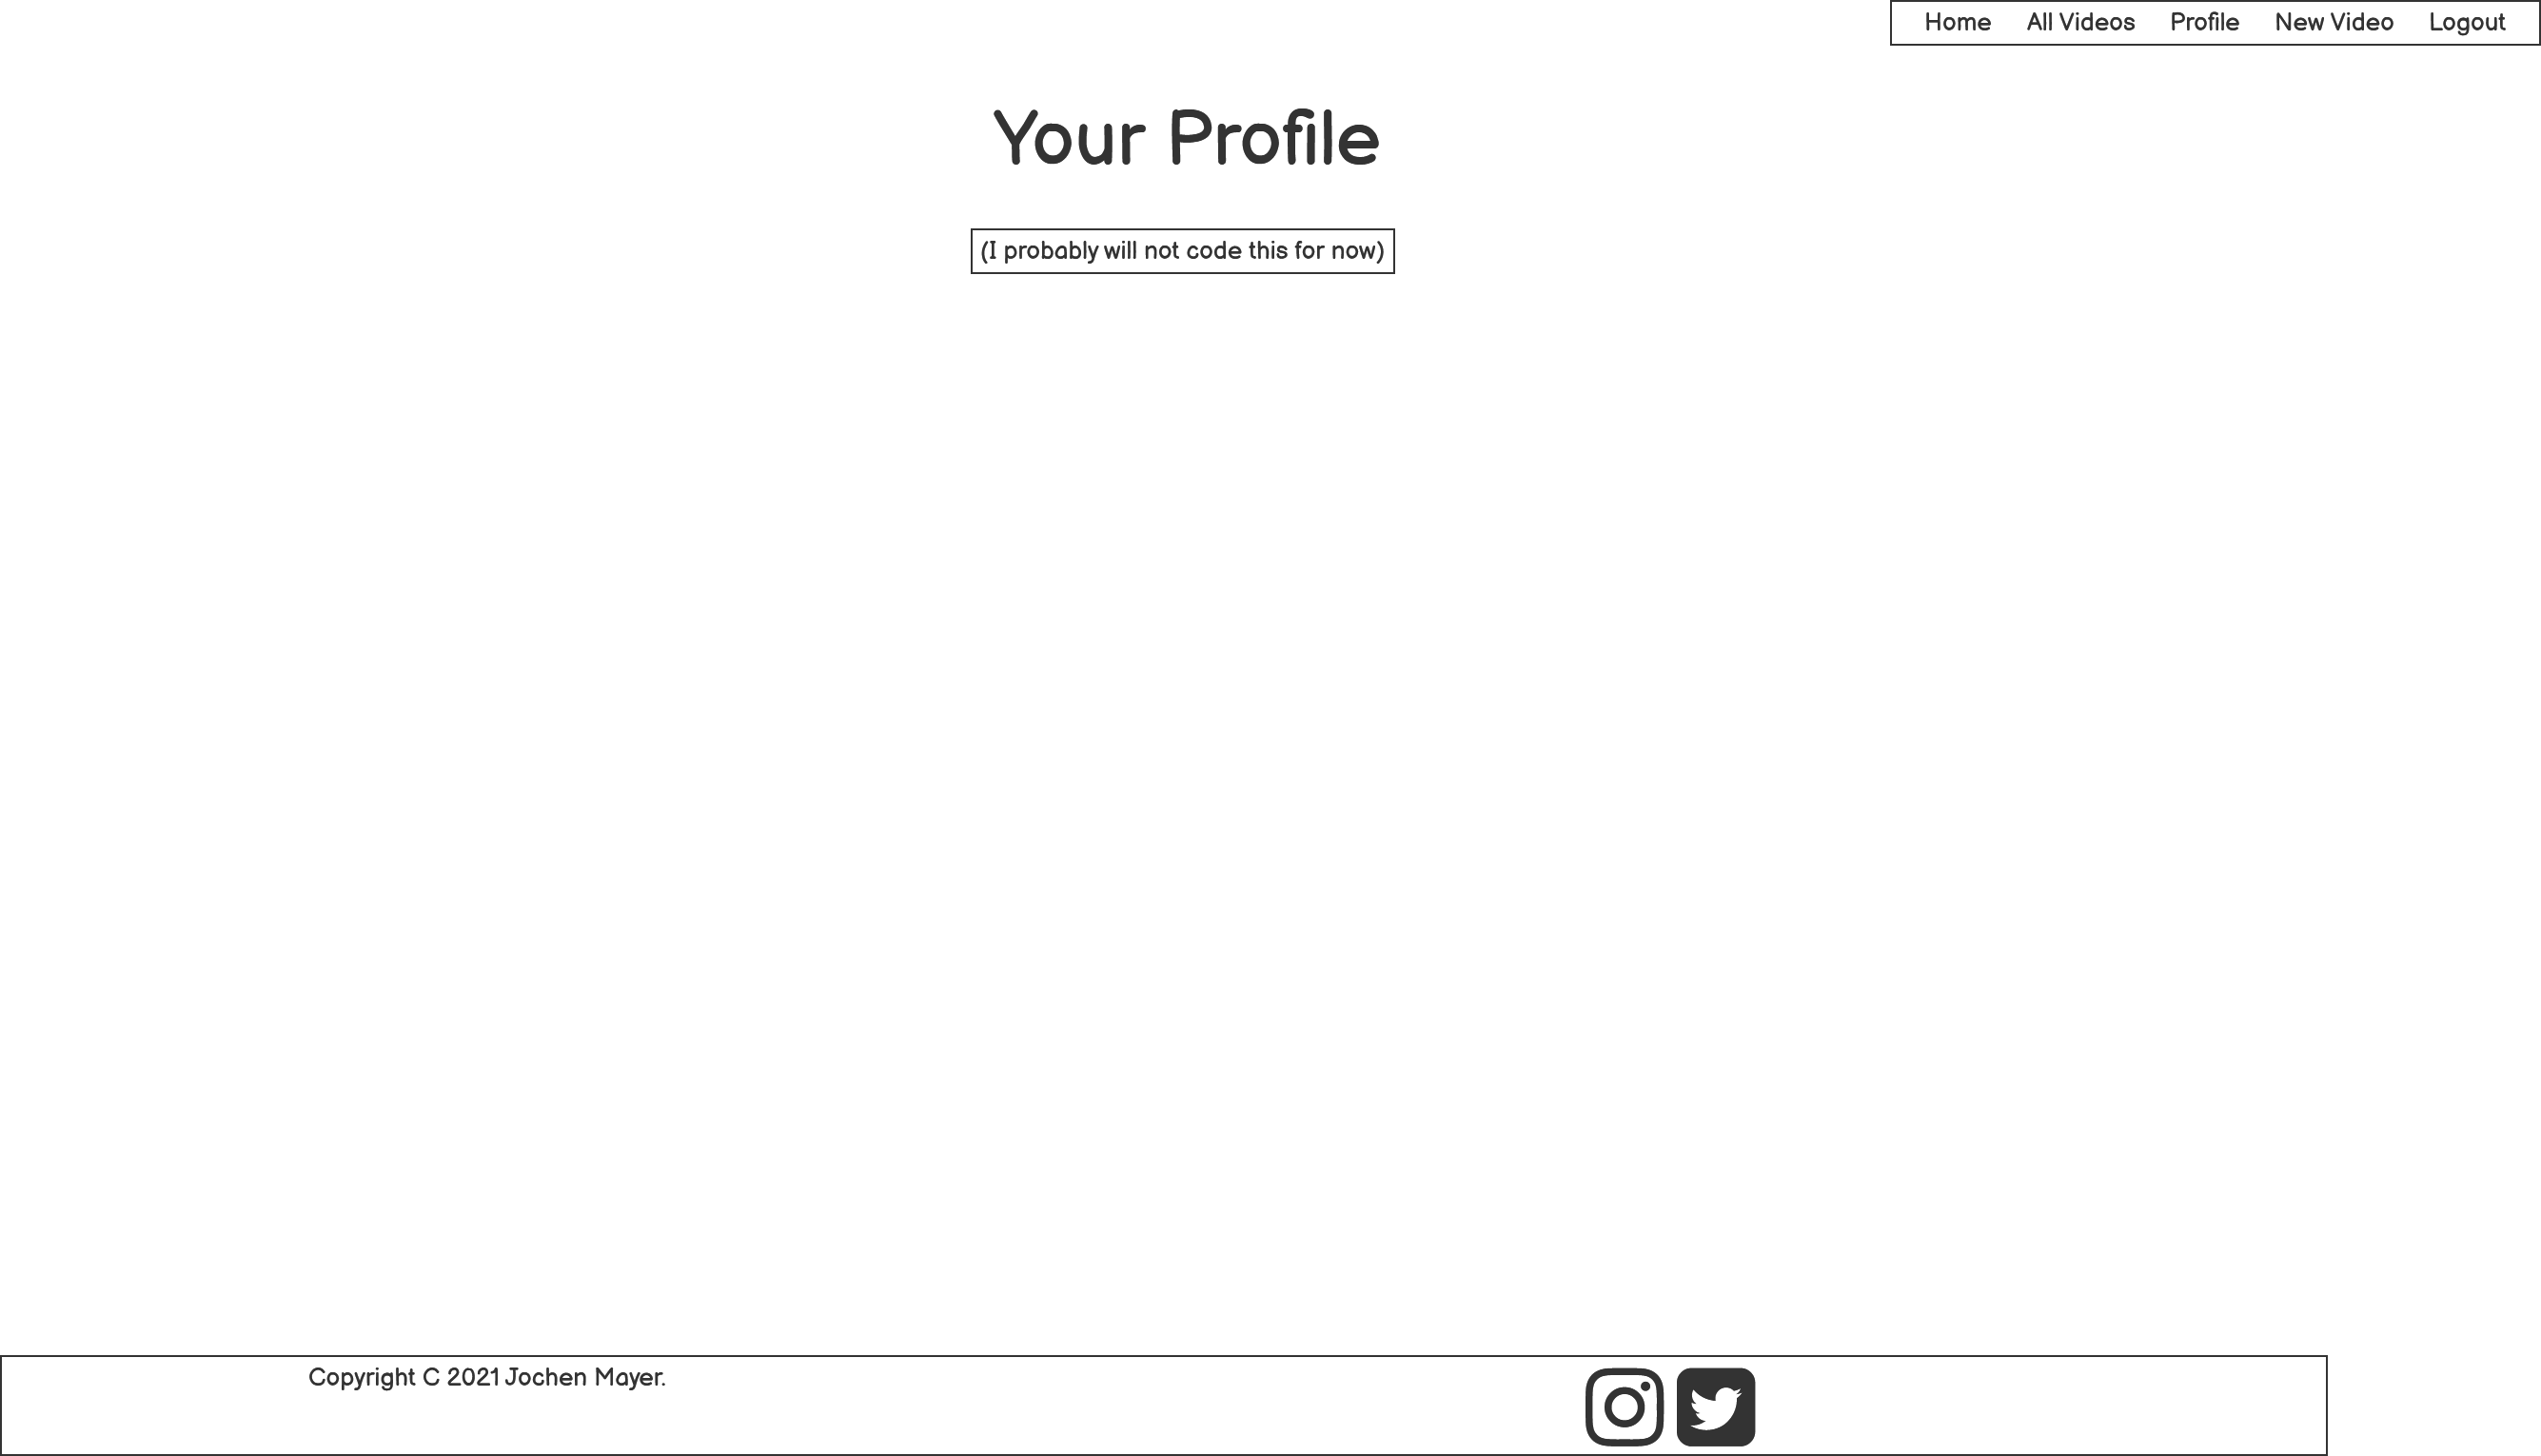 Home All Videos Profile New Video Logout
Your Profile
(I probably will not code this for now)
Copyright C 2021 Jochen Mayer.